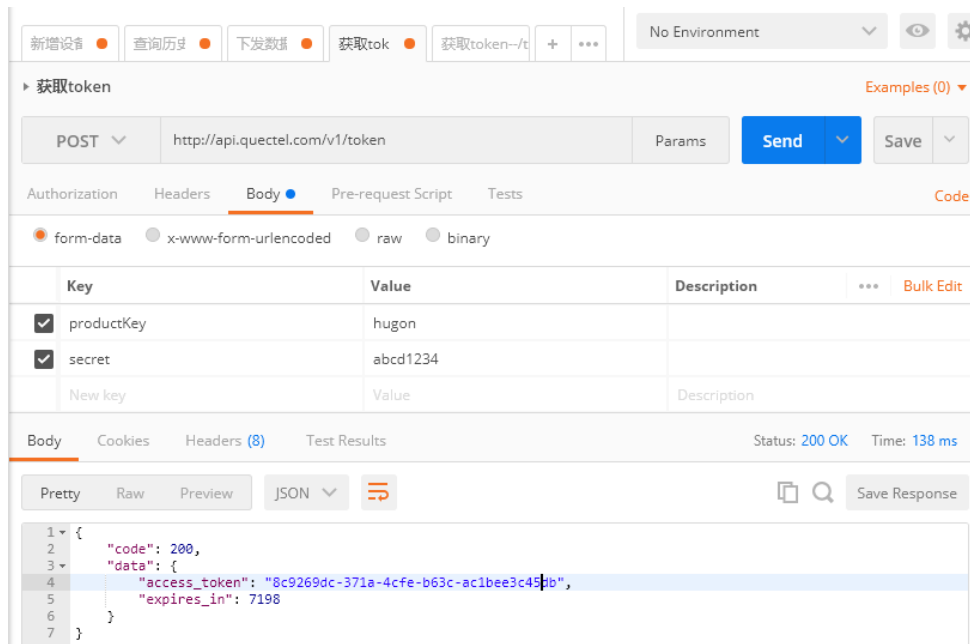 新增设备 查询历史 下发数据 获取tok 获取token--/t + ••• No Environment
获取token Examples (0)
POST http://api.quectel.com/v1/token Params Send Save
Authorization Headers Body Pre-request Script Tests Code
form-data x-www-form-urlencoded raw binary
Key Value Description ••• Bulk Edit
productKey hugon
secret abcd1234
New key Value Description
Body Cookies Headers (8) Test Results Status: 200 OK Time: 138 ms
Pretty Raw Preview JSON Save Response
1 {
2 "code": 200,
3 "data": {
4 "access_token": "8c9269dc-371a-4cfe-b63c-ac1bee3c45db",
5 "expires_in": 7198
6 }
7 }